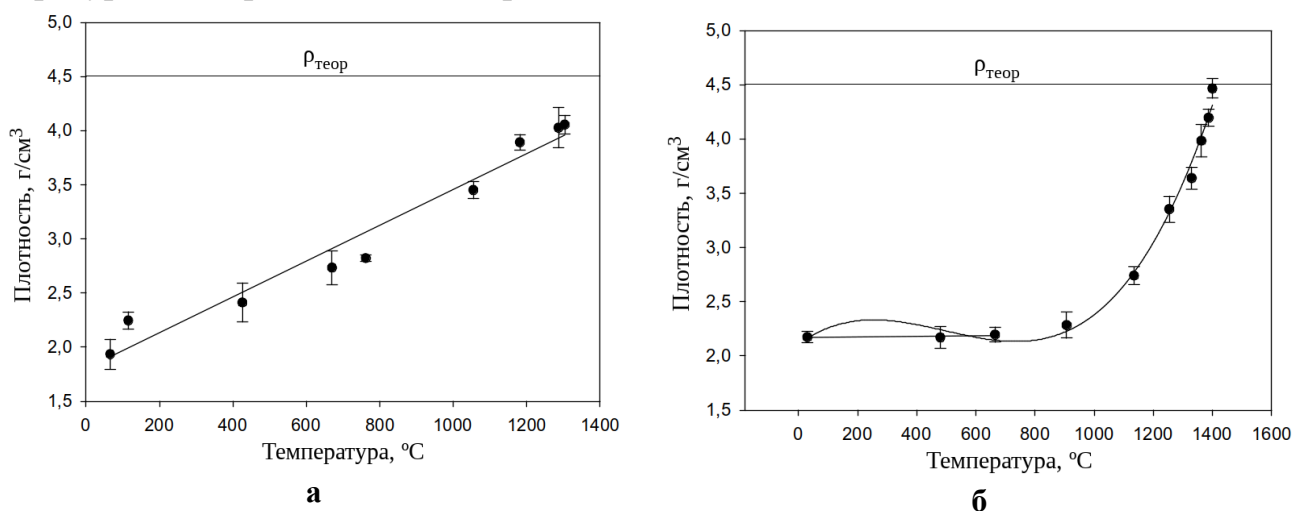 5,0
4,5
4,0
3,5
3,0
2,5
2,0
1,5
Плотность, г/см³
ρтеор
0 200 400 600 800 1000 1200 1400
Температура, ºC
а
5,0
4,5
4,0
3,5
3,0
2,5
2,0
1,5
Плотность, г/см³
ρтеор
0 200 400 600 800 1000 1200 1400 1600
Температура, ºC
б